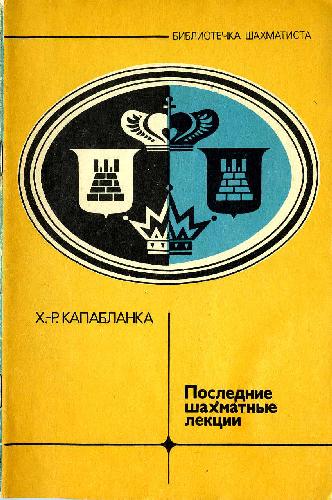 БИБЛИОТЕЧКА ШАХМАТИСТА
Х.-Р. КАПАБЛАНКА
Последние
шахматные
лекции